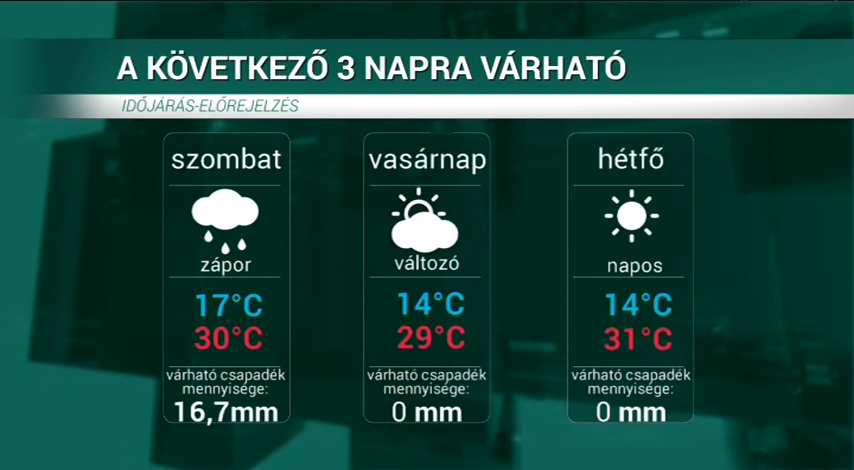 A KÖVETKEZŐ 3 NAPRA VÁRHATÓ
IDŐJÁRÁS-ELŐREJELZÉS
szombat
zápor
17°C
30°C
várható csapadék
mennyisége:
16,7mm
vasárnap
változó
14°C
29°C
várható csapadék
mennyisége:
0 mm
hétfő
napos
14°C
31°C
várható csapadék
mennyisége:
0 mm